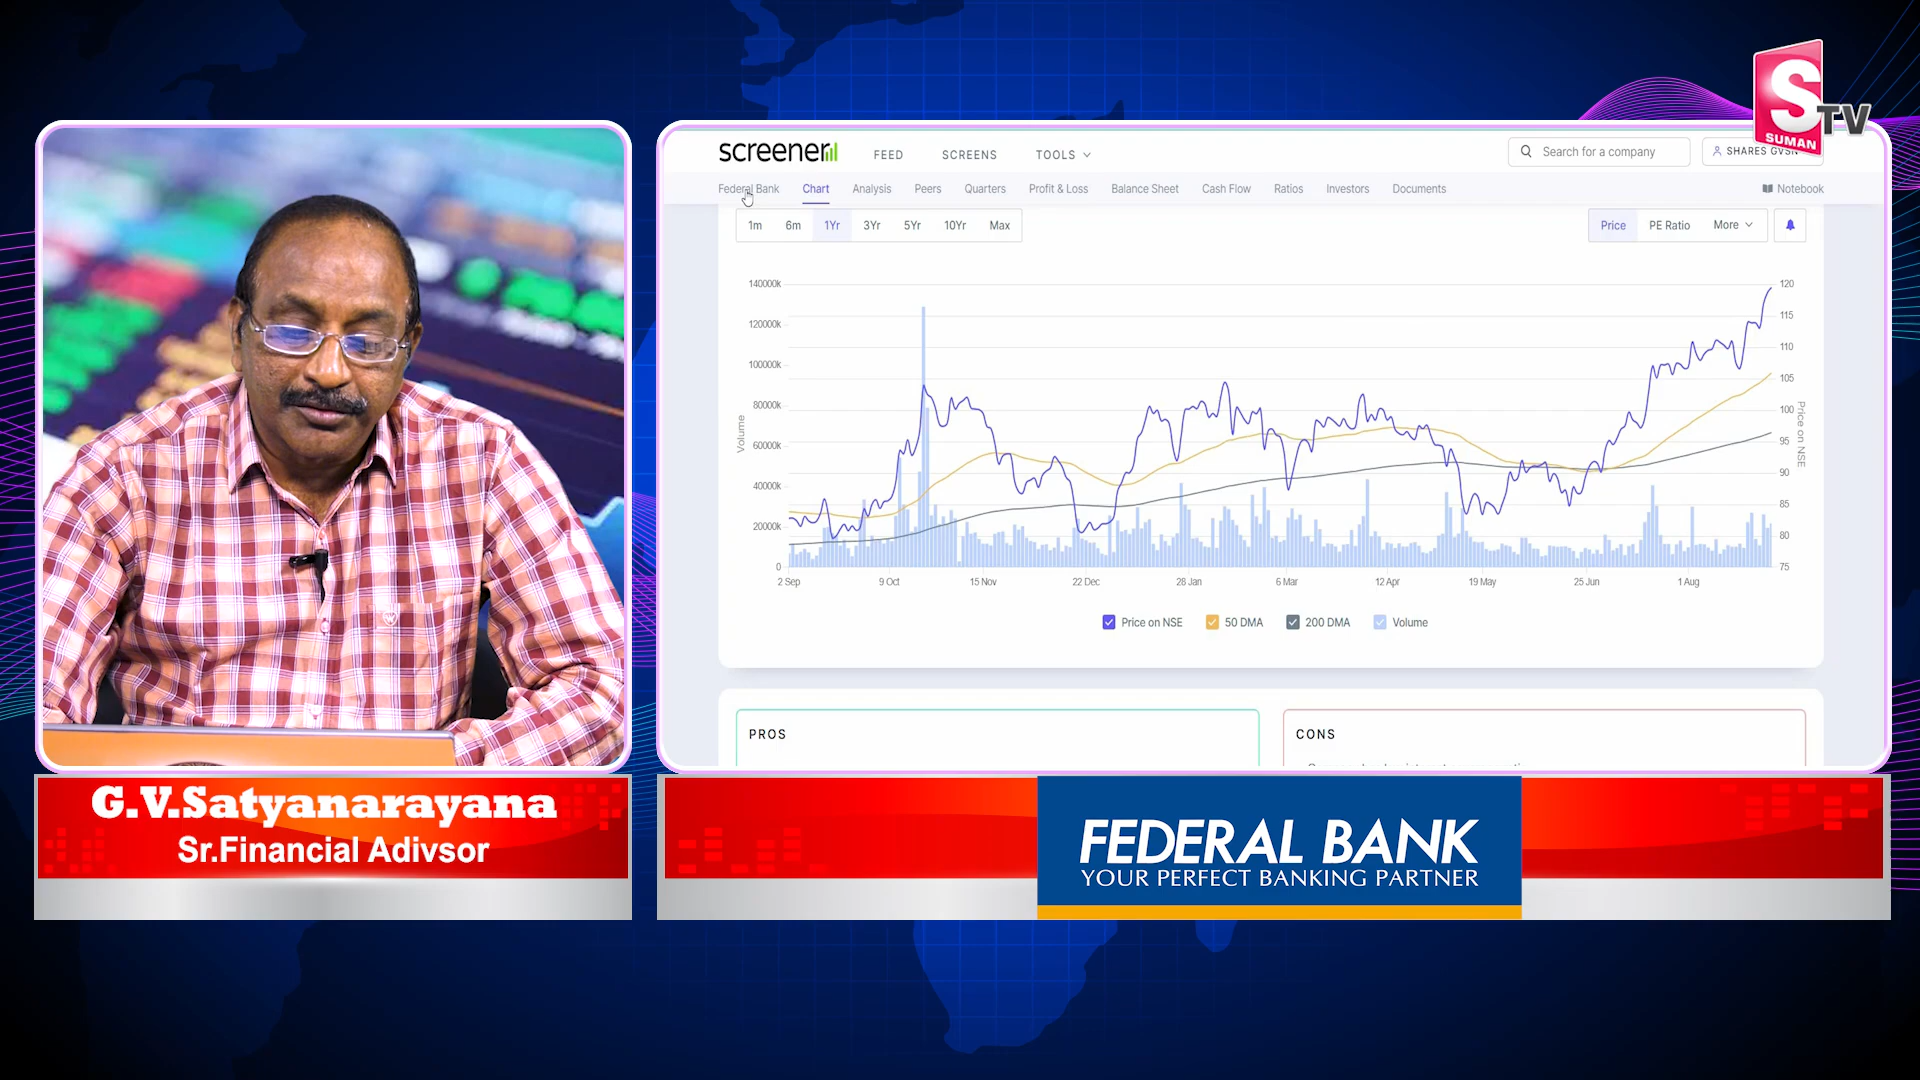 S
TV
SUMAN
screener
FEED
SCREENS
TOOLS
Search for a company
SHARES GVSN
Federal Bank
Chart
Analysis
Peers
Quarters
Profit & Loss
Balance Sheet
Cash Flow
Ratios
Investors
Documents
Notebook
1m
6m
1Yr
3Yr
5Yr
10Yr
Max
Price
PE Ratio
More
140000k
120000k
100000k
80000k
60000k
40000k
20000k
0
Volume
120
115
110
105
100
95
90
85
80
75
Price on NSE
2 Sep
9 Oct
15 Nov
22 Dec
28 Jan
6 Mar
12 Apr
19 May
25 Jun
1 Aug
Price on NSE
50 DMA
200 DMA
Volume
PROS
CONS
G.V.Satyanarayana
Sr.Financial Adivsor
FEDERAL BANK
YOUR PERFECT BANKING PARTNER